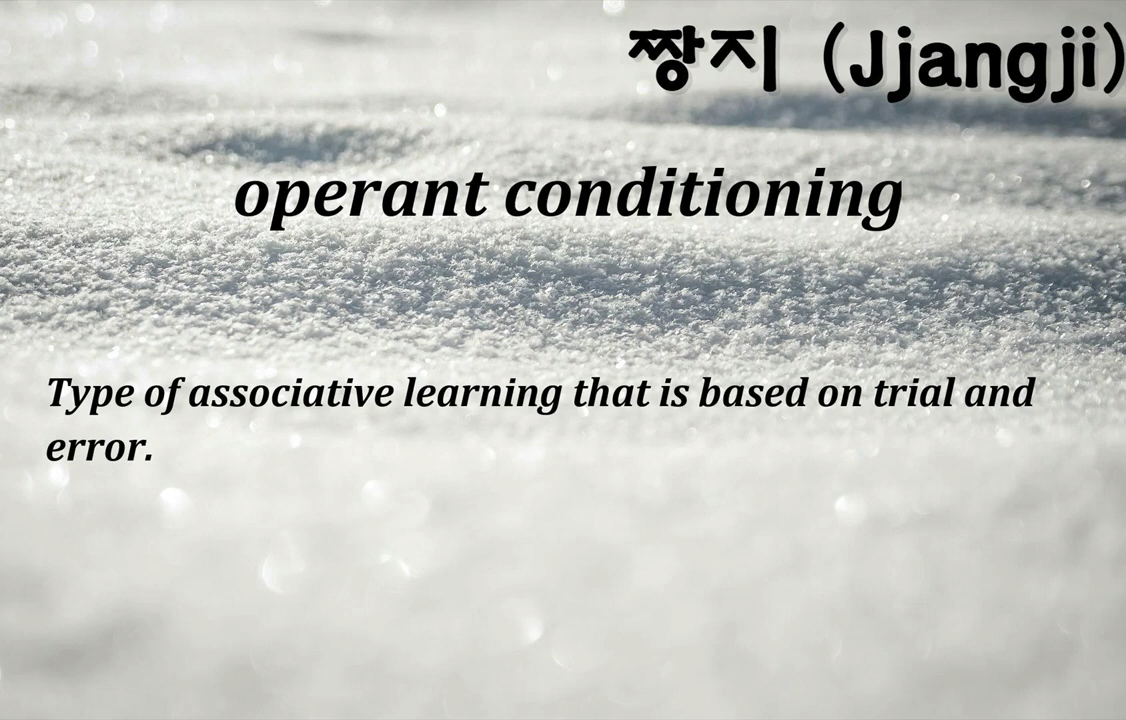 짱지 (Jjangji)
operant conditioning
Type of associative learning that is based on trial and
error.